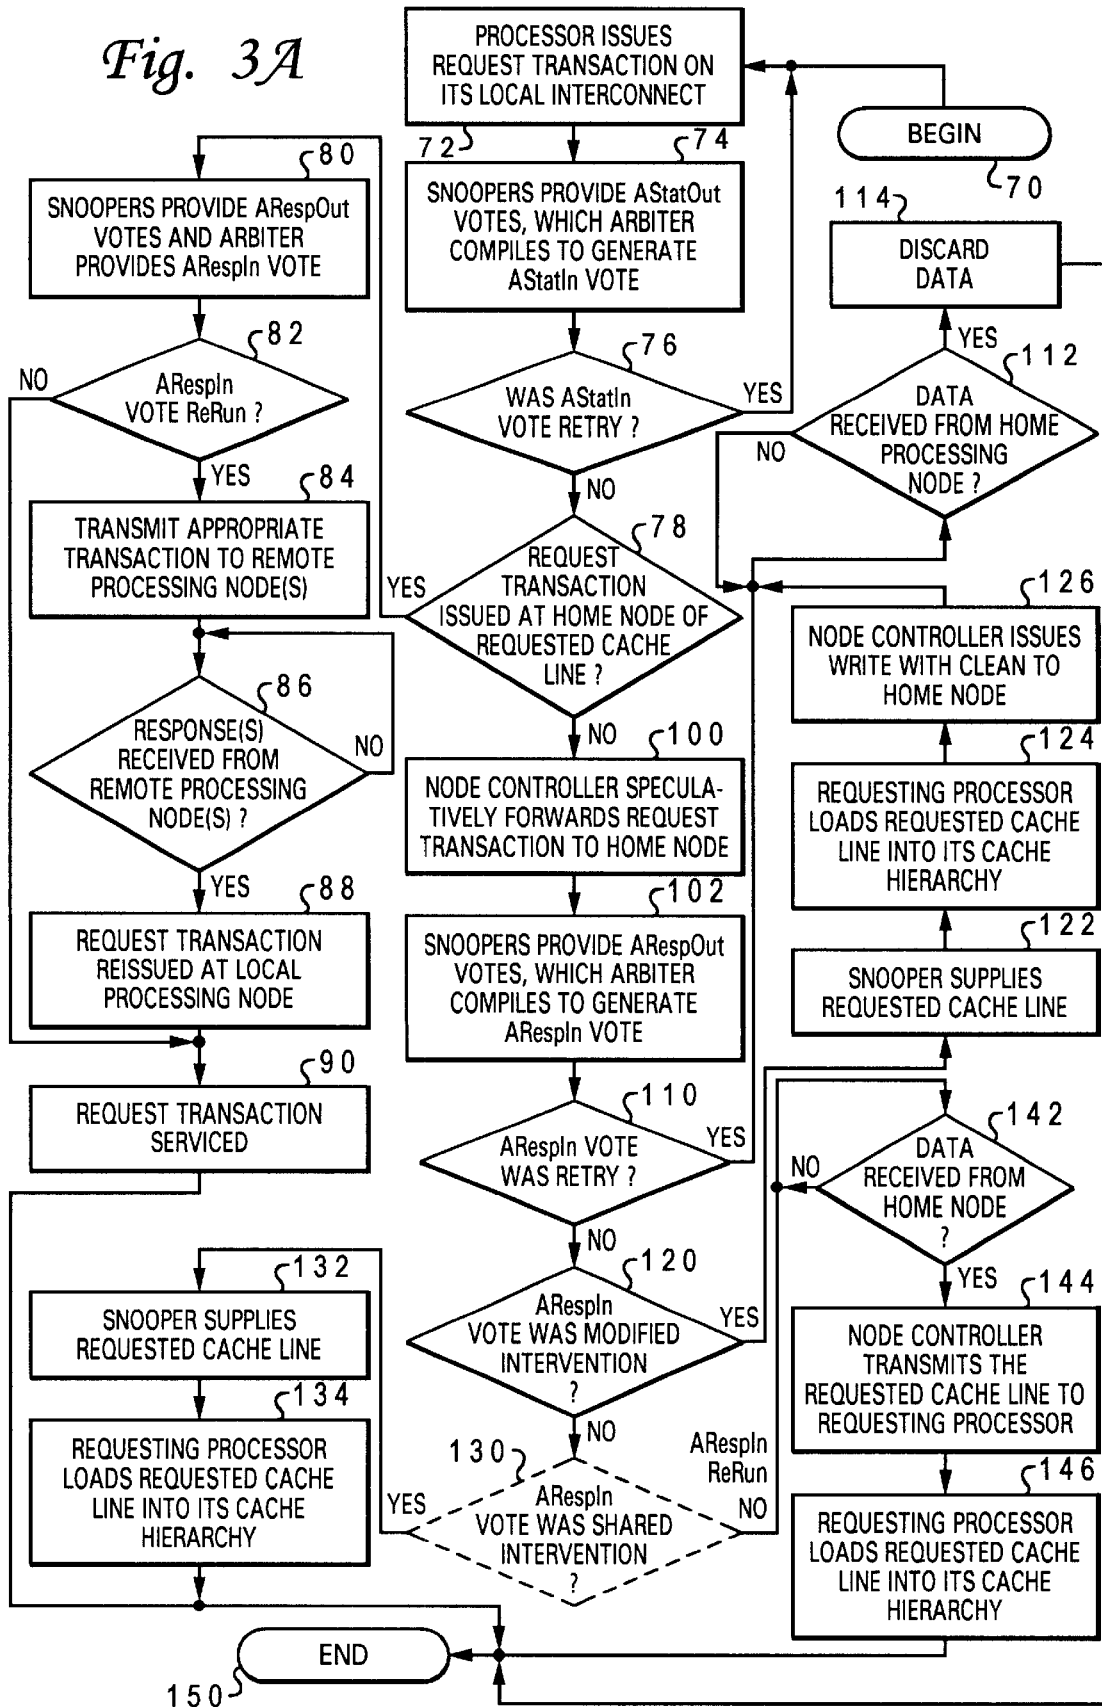 Fig. 3A
PROCESSOR ISSUES
REQUEST TRANSACTION ON
ITS LOCAL INTERCONNECT
72
BEGIN
70
74
SNOOPERS PROVIDE AStatOut
VOTES, WHICH ARBITER
COMPILES TO GENERATE
AStatIn VOTE
76
WAS AStatIn
VOTE RETRY ?
YES
NO
78
REQUEST
TRANSACTION
ISSUED AT HOME NODE OF
REQUESTED CACHE
LINE ?
YES
NO
80
SNOOPERS PROVIDE ARespOut
VOTES AND ARBITER
PROVIDES ARespIn VOTE
82
ARespIn
VOTE ReRun ?
NO
YES
84
TRANSMIT APPROPRIATE
TRANSACTION TO REMOTE
PROCESSING NODE(S)
86
RESPONSE(S)
RECEIVED FROM
REMOTE PROCESSING
NODE(S) ?
NO
YES
88
REQUEST TRANSACTION
REISSUED AT LOCAL
PROCESSING NODE
90
REQUEST TRANSACTION
SERVICED
100
NODE CONTROLLER SPECULA-
TIVELY FORWARDS REQUEST
TRANSACTION TO HOME NODE
102
SNOOPERS PROVIDE ARespOut
VOTES, WHICH ARBITER
COMPILES TO GENERATE
ARespIn VOTE
110
ARespIn VOTE
WAS RETRY ?
YES
NO
114
DISCARD
DATA
YES
112
DATA
RECEIVED FROM HOME
PROCESSING
NODE ?
NO
126
NODE CONTROLLER ISSUES
WRITE WITH CLEAN TO
HOME NODE
124
REQUESTING PROCESSOR
LOADS REQUESTED CACHE
LINE INTO ITS CACHE
HIERARCHY
122
SNOOPER SUPPLIES
REQUESTED CACHE LINE
120
ARespIn
VOTE WAS MODIFIED
INTERVENTION
?
YES
NO
130
ARespIn
VOTE WAS SHARED
INTERVENTION
?
YES
ARespIn
ReRun
NO
132
SNOOPER SUPPLIES
REQUESTED CACHE LINE
134
REQUESTING PROCESSOR
LOADS REQUESTED CACHE
LINE INTO ITS CACHE
HIERARCHY
142
DATA
RECEIVED FROM
HOME NODE
?
NO
YES
144
NODE CONTROLLER
TRANSMITS THE
REQUESTED CACHE LINE TO
REQUESTING PROCESSOR
146
REQUESTING PROCESSOR
LOADS REQUESTED CACHE
LINE INTO ITS CACHE
HIERARCHY
END
150